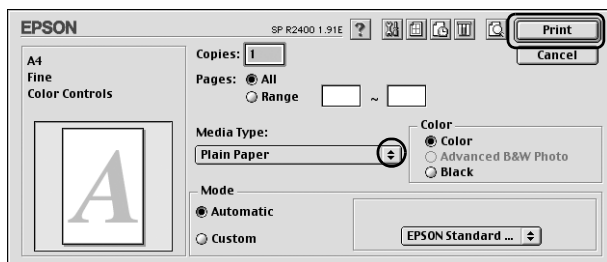 EPSON
SP R2400 1.91E
?
Print
Cancel
A4
Fine
Color Controls
A
Copies: 1
Pages: All
Range ~
Media Type:
Plain Paper
Color
Color
Advanced B&W Photo
Black
Mode
Automatic
Custom
EPSON Standard ...